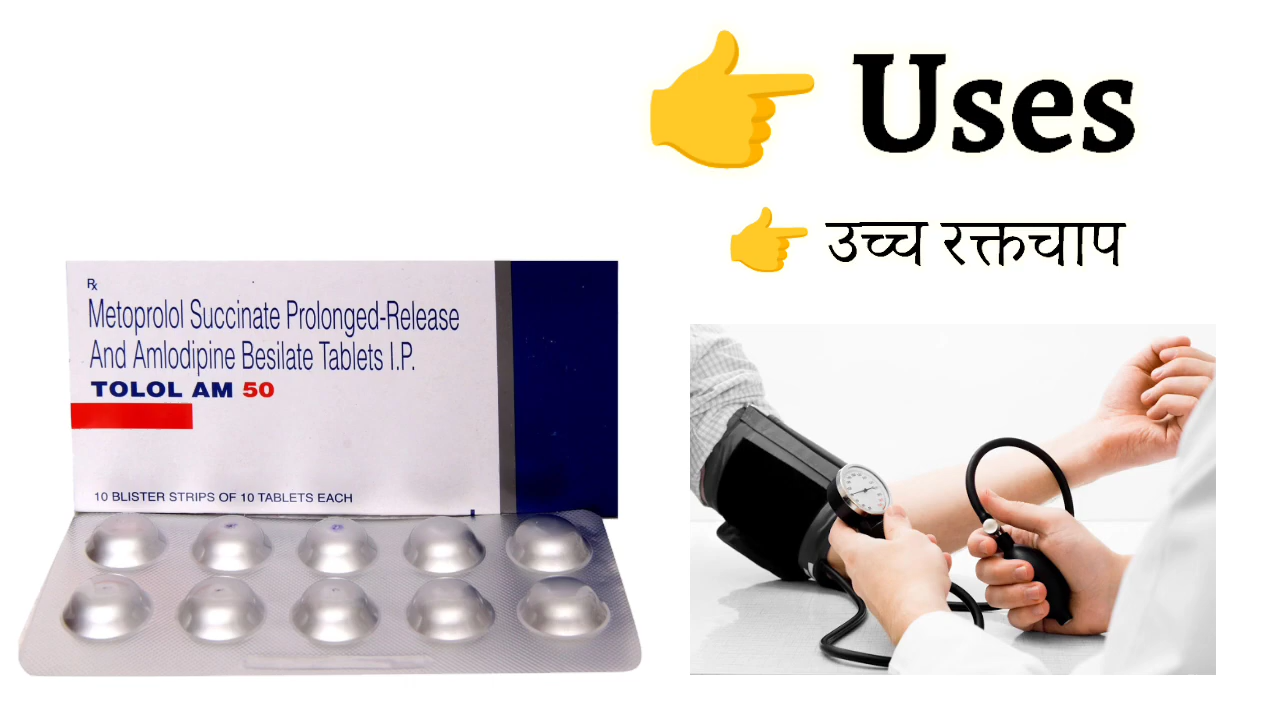 Uses
उच्च रक्तचाप
Rx
Metoprolol Succinate Prolonged-Release
And Amlodipine Besilate Tablets I.P.
TOLOL AM 50
10 BLISTER STRIPS OF 10 TABLETS EACH